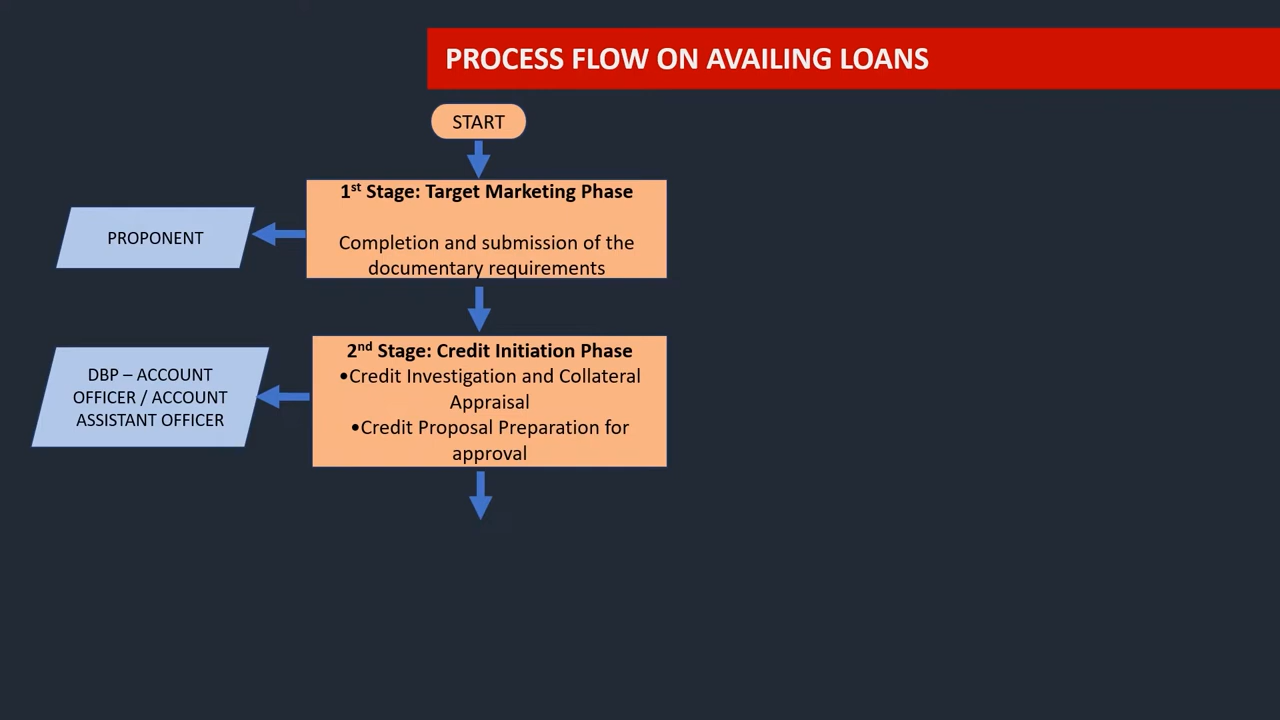 PROCESS FLOW ON AVAILING LOANS
START
1st Stage: Target Marketing Phase
Completion and submission of the
documentary requirements
PROPONENT
2nd Stage: Credit Initiation Phase
•Credit Investigation and Collateral
Appraisal
•Credit Proposal Preparation for
approval
DBP – ACCOUNT
OFFICER / ACCOUNT
ASSISTANT OFFICER